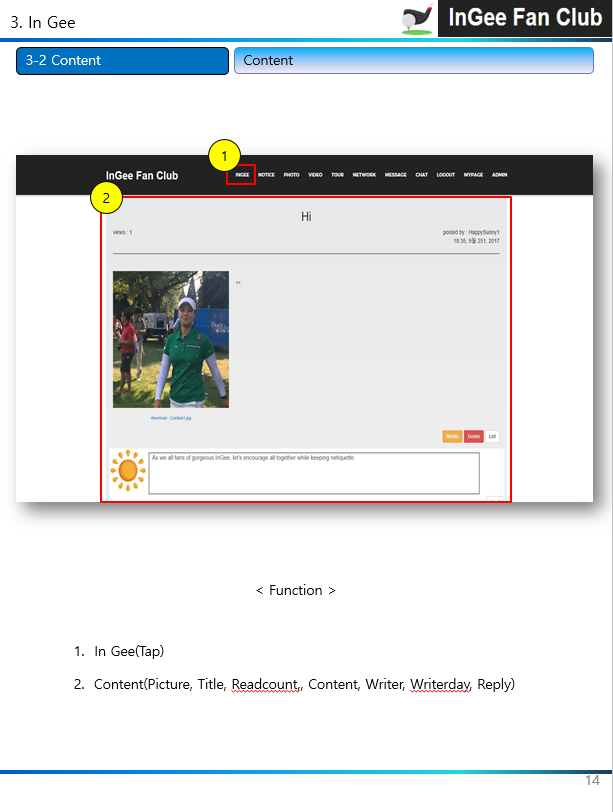 3. In Gee
InGee Fan Club
3-2 Content
Content
1
InGee Fan Club
INGEE NOTICE PHOTO VIDEO TOUR NETWORK MESSAGE CHAT LOGOUT MYPAGE ADMIN
2
Hi
views : 1
posted by : HappySunny1
18:35, 9월 251, 2017
^^
download : Caroline1.jpg
Modify Delete List
As we all fans of gorgeous InGee, let's encourage all together while keeping netiquette.
< Function >
1. In Gee(Tap)
2. Content(Picture, Title, Readcount,, Content, Writer, Writerday, Reply)
14